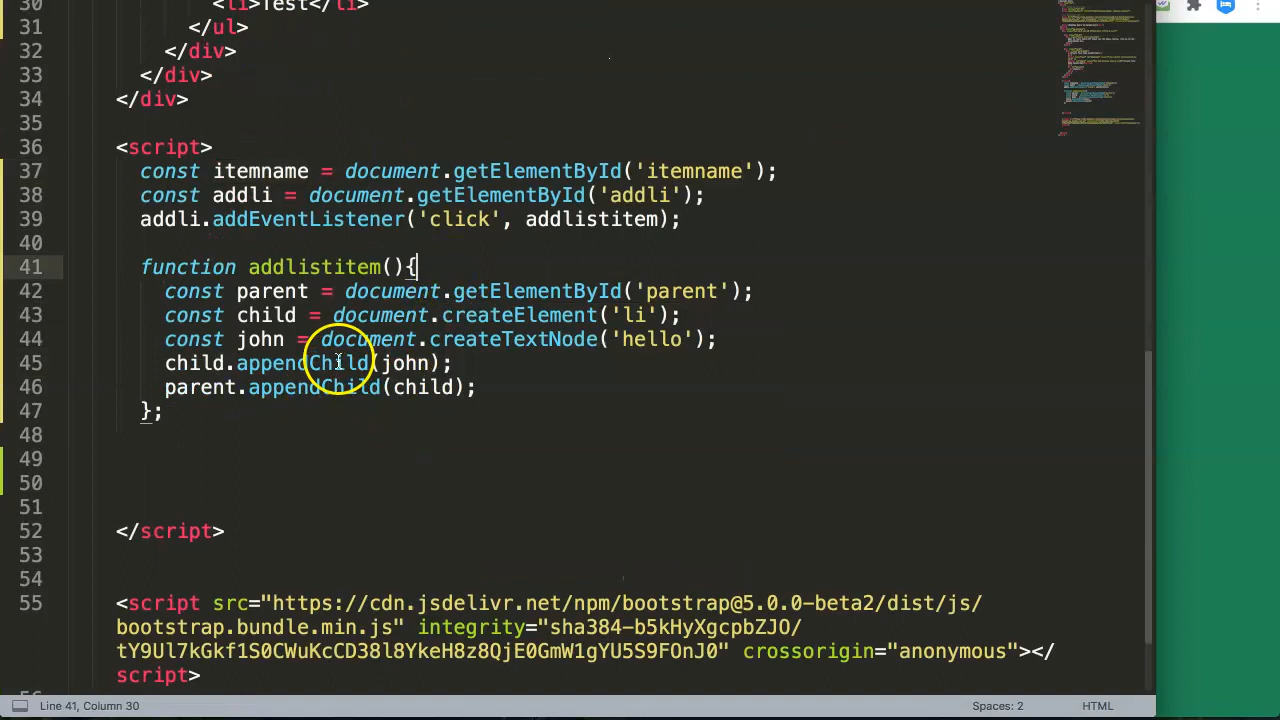 30 <li>Test</li>
31 </ul>
32 </div>
33 </div>
34 </div>
35
36 <script>
37 const itemname = document.getElementById('itemname');
38 const addli = document.getElementById('addli');
39 addli.addEventListener('click', addlistitem);
40
41 function addlistitem(){
42 const parent = document.getElementById('parent');
43 const child = document.createElement('li');
44 const john = document.createTextNode('hello');
45 child.appendChild(john);
46 parent.appendChild(child);
47 };
48
49
50
51
52 </script>
53
54
55 <script src="https://cdn.jsdelivr.net/npm/bootstrap@5.0.0-beta2/dist/js/
bootstrap.bundle.min.js" integrity="sha384-b5kHyXgcpbZJO/
tY9Ul7kGkf1S0CWuKcCD38l8YkeH8z8QjE0GmW1gYU5S9FOnJ0" crossorigin="anonymous"></
script>
Line 41, Column 30
Spaces: 2
HTML